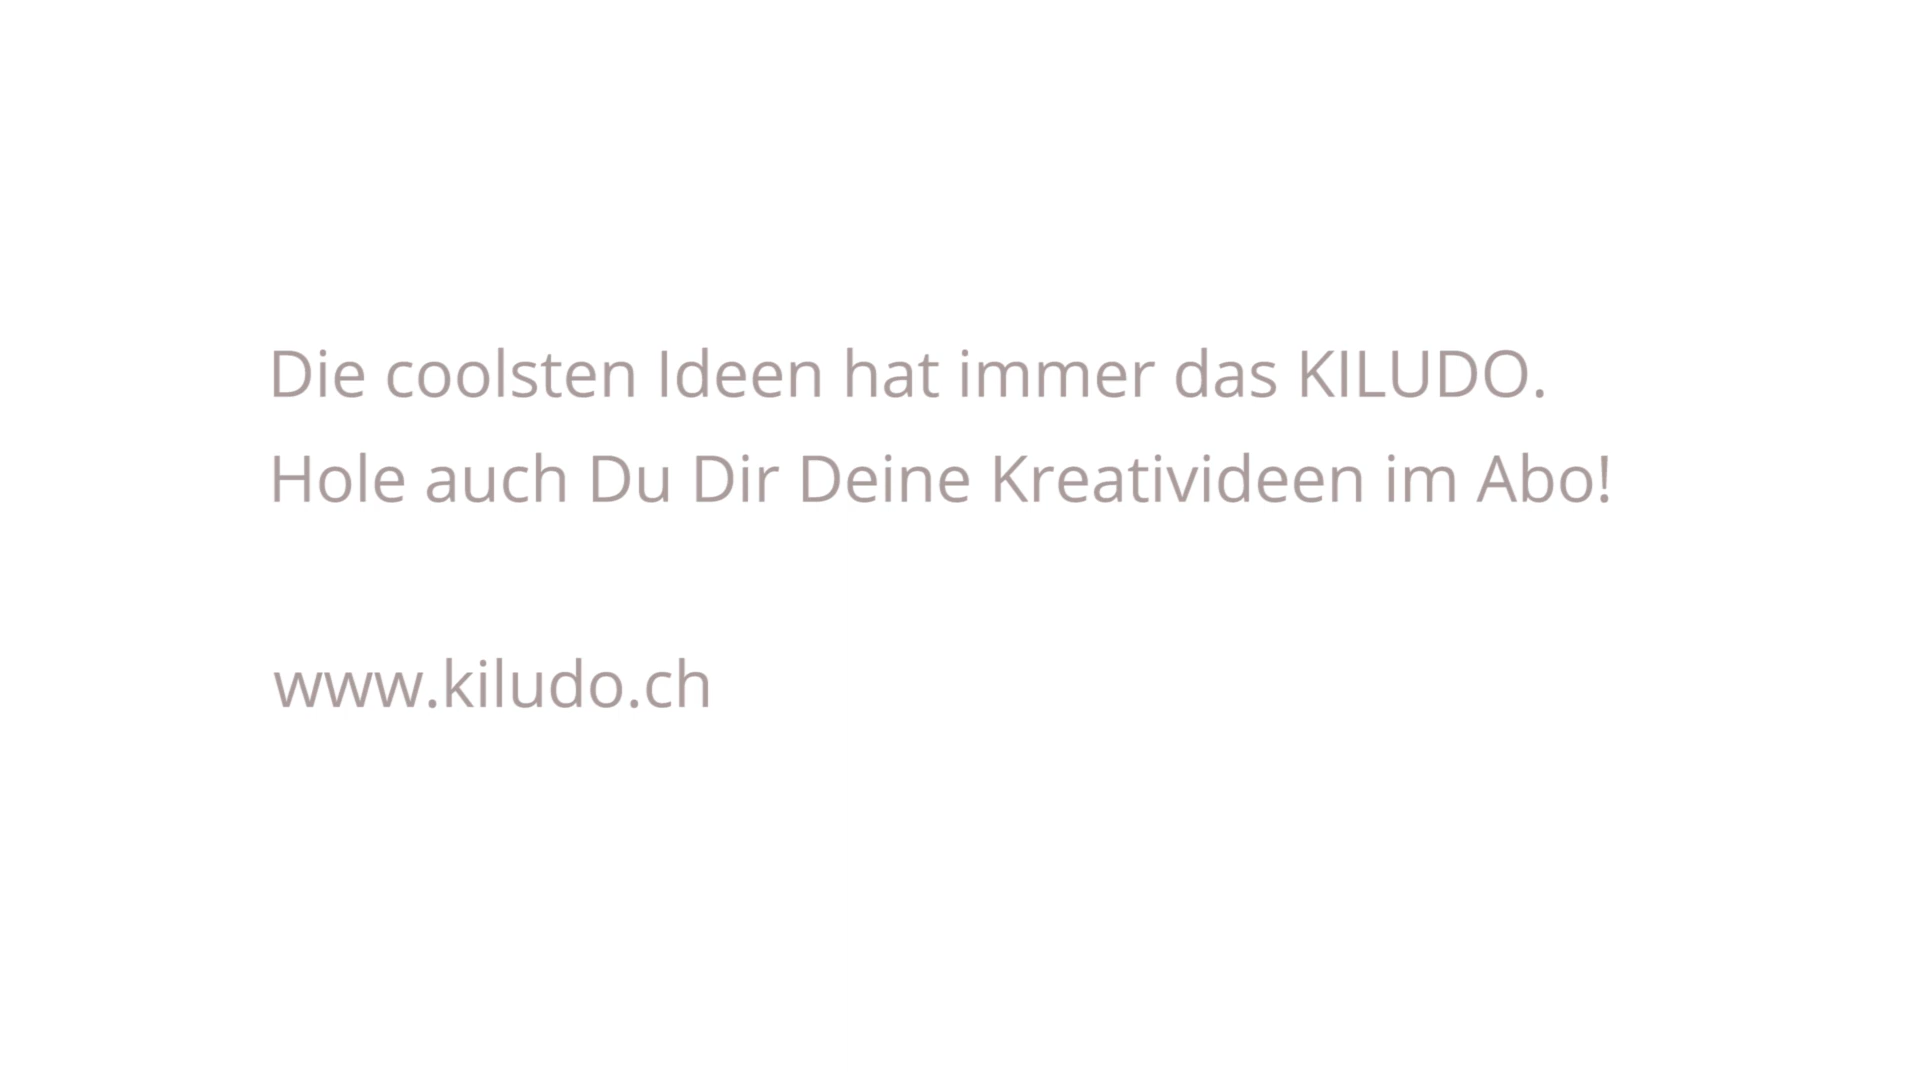 Die coolsten Ideen hat immer das KILUDO.
Hole auch Du Dir Deine Kreativideen im Abo!
www.kiludo.ch